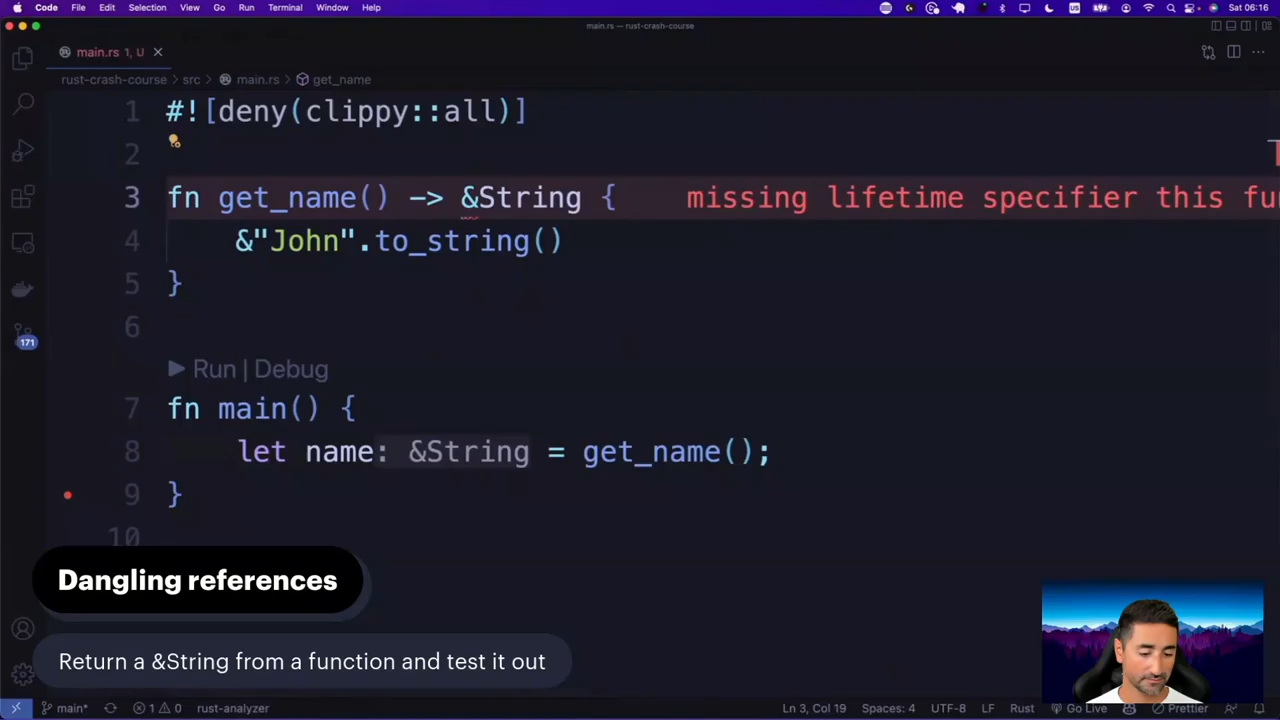 Code File Edit Selection View Go Run Terminal Window Help Sat 06:16
main.rs — rust-crash-course
main.rs 1, U
rust-crash-course > src > main.rs > get_name
1 #![deny(clippy::all)]
2
3 fn get_name() -> &String { missing lifetime specifier this fu
4 &"John".to_string()
5 }
6
Run | Debug
7 fn main() {
8 let name: &String = get_name();
9 }
10
171
Dangling references
Return a &String from a function and test it out
main* 1 0 rust-analyzer Ln 3, Col 19 Spaces: 4 UTF-8 LF Rust Go Live Prettier